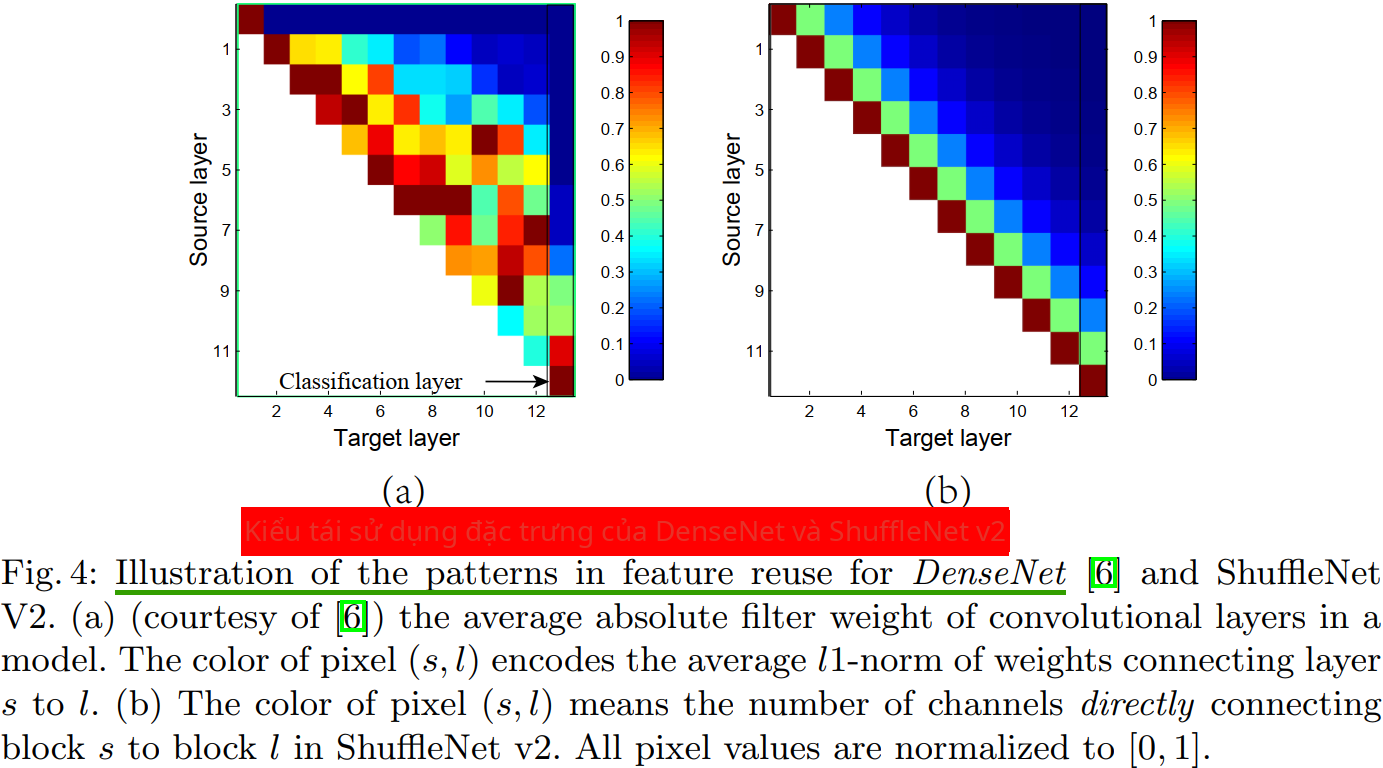 1
3
5
7
9
11
Source layer
Classification layer
2 4 6 8 10 12
Target layer
1
0.9
0.8
0.7
0.6
0.5
0.4
0.3
0.2
0.1
0
(a)
1
3
5
7
9
11
Source layer
2 4 6 8 10 12
Target layer
1
0.9
0.8
0.7
0.6
0.5
0.4
0.3
0.2
0.1
0
(b)
Kiểu tái sử dụng đặc trưng của DenseNet và ShuffleNet v2
Fig. 4: Illustration of the patterns in feature reuse for DenseNet [6] and ShuffleNet
V2. (a) (courtesy of [6]) the average absolute filter weight of convolutional layers in a
model. The color of pixel (s, l) encodes the average l1-norm of weights connecting layer
s to l. (b) The color of pixel (s, l) means the number of channels directly connecting
block s to block l in ShuffleNet v2. All pixel values are normalized to [0, 1].